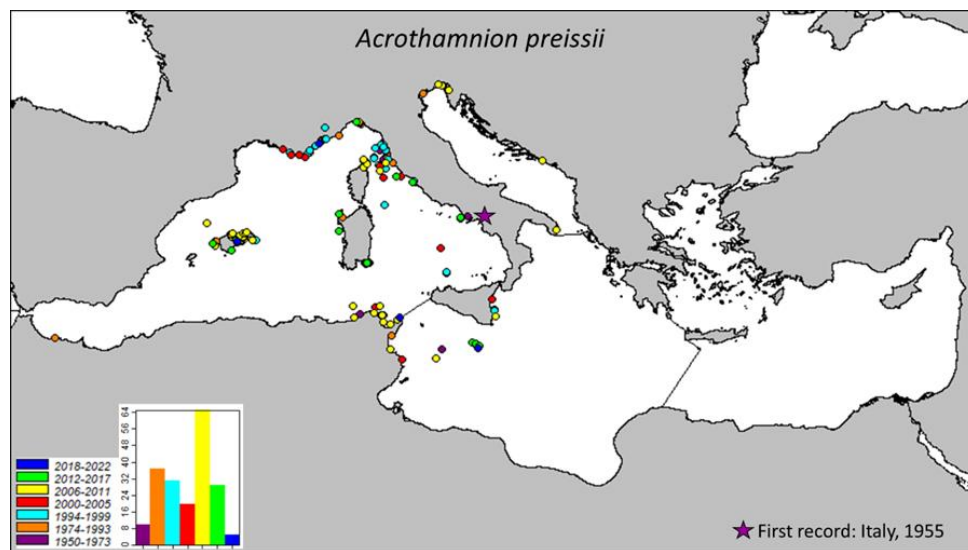 Acrothamnion preissii
0 8 16 24 32 40 48 56 64
2018-2022
2012-2017
2006-2011
2000-2005
1994-1999
1974-1993
1950-1973
First record: Italy, 1955